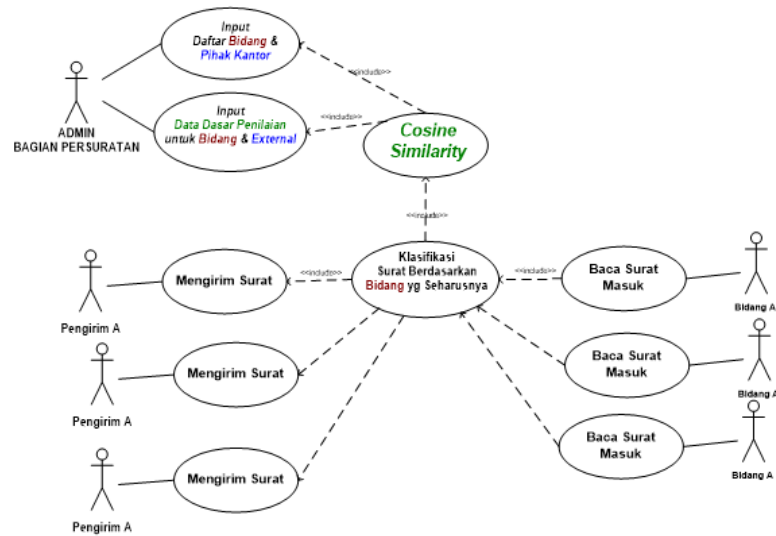 Input
Daftar Bidang &
Pihak Kantor
<<include>>
Input
Data Dasar Penilaian
untuk Bidang & External
<<include>>
ADMIN
BAGIAN PERSURATAN
Cosine
Similarity
<<include>>
Mengirim Surat
<<include>>
Klasifikasi
Surat Berdasarkan
Bidang yg Seharusnya
<<include>>
Baca Surat
Masuk
Bidang A
Pengirim A
Mengirim Surat
Baca Surat
Masuk
Bidang A
Pengirim A
Baca Surat
Masuk
Bidang A
Mengirim Surat
Pengirim A